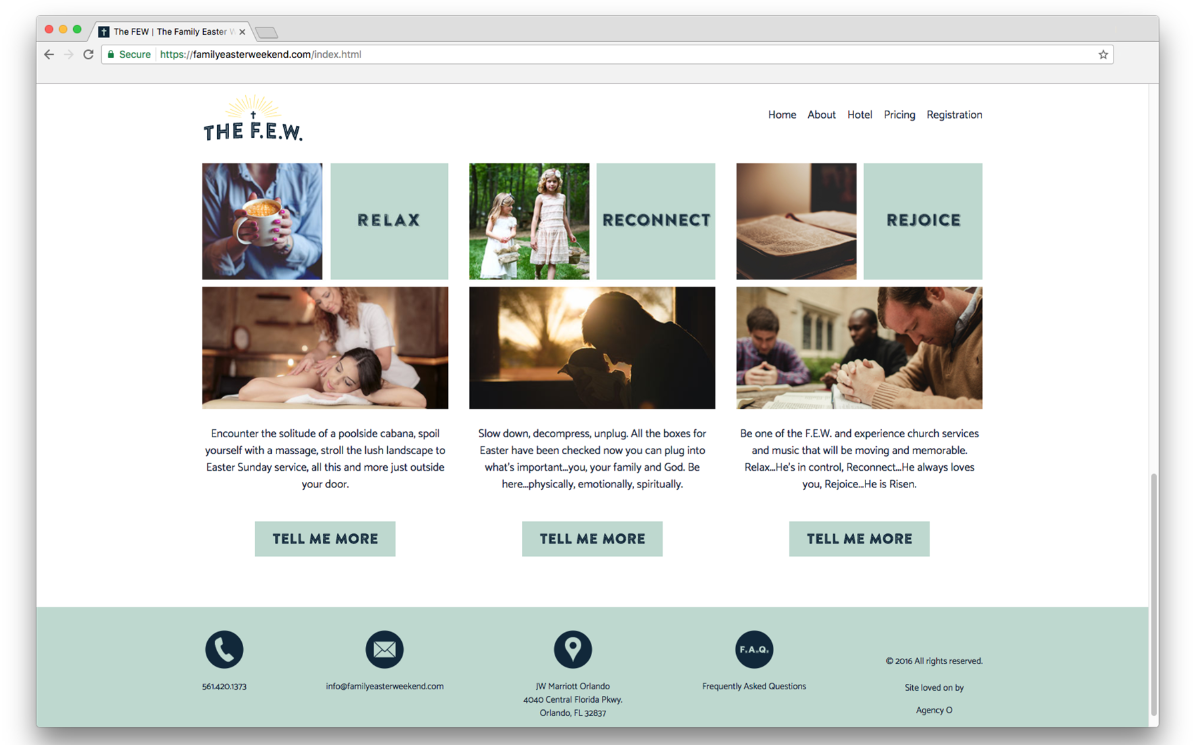 The FEW | The Family Easter W
Secure https://familyeasterweekend.com/index.html
THE F.E.W.
Home About Hotel Pricing Registration
RELAX
RECONNECT
REJOICE
Encounter the solitude of a poolside cabana, spoil
yourself with a massage, stroll the lush landscape to
Easter Sunday service, all this and more just outside
your door.
TELL ME MORE
Slow down, decompress, unplug. All the boxes for
Easter have been checked now you can plug into
what's important...you, your family and God. Be
here...physically, emotionally, spiritually.
TELL ME MORE
Be one of the F.E.W. and experience church services
and music that will be moving and memorable.
Relax...He's in control, Reconnect...He always loves
you, Rejoice...He is Risen.
TELL ME MORE
561.420.1373
info@familyeasterweekend.com
JW Marriott Orlando
4040 Central Florida Pkwy.
Orlando, FL 32837
F.A.Q.
Frequently Asked Questions
© 2016 All rights reserved.
Site loved on by
Agency O